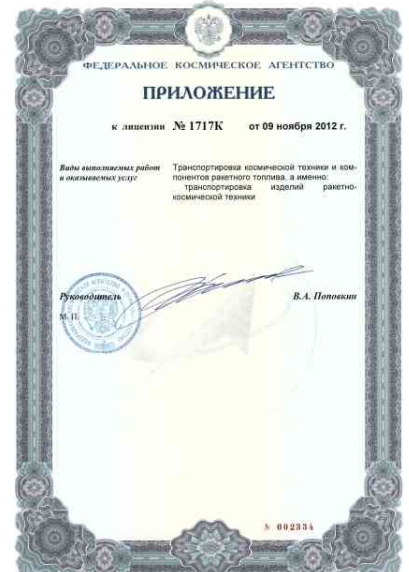 ФЕДЕРАЛЬНОЕ КОСМИЧЕСКОЕ АГЕНТСТВО
ПРИЛОЖЕНИЕ
к лицензии № 1717К от 09 ноября 2012 г.
Виды выполняемых работ Транспортировка космической техники и ком-
и оказываемых услуг понентов ракетного топлива, а именно:
транспортировка изделий ракетно-
космической техники
Руководитель В.А. Поповкин
М. П.
№ 002334